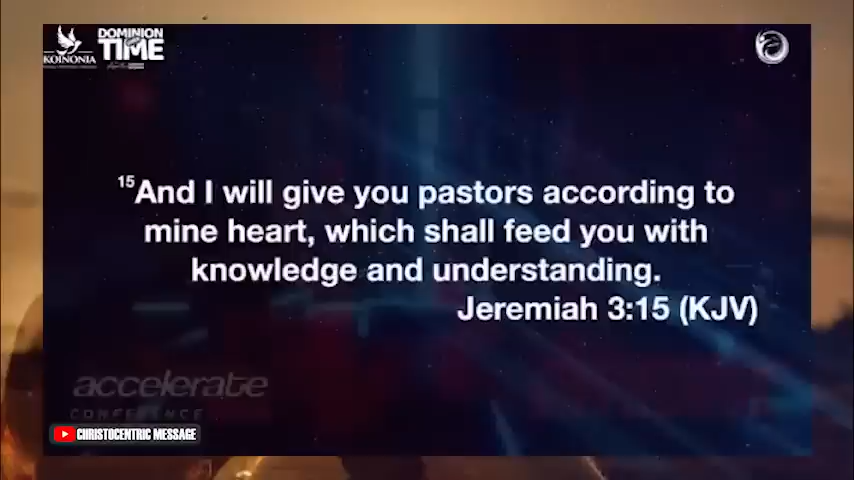 KOINONIA
DOMINION
TIME
15And I will give you pastors according to
mine heart, which shall feed you with
knowledge and understanding.
Jeremiah 3:15 (KJV)
accelerate
CONFERENCE
CHRISTOCENTRIC MESSAGE